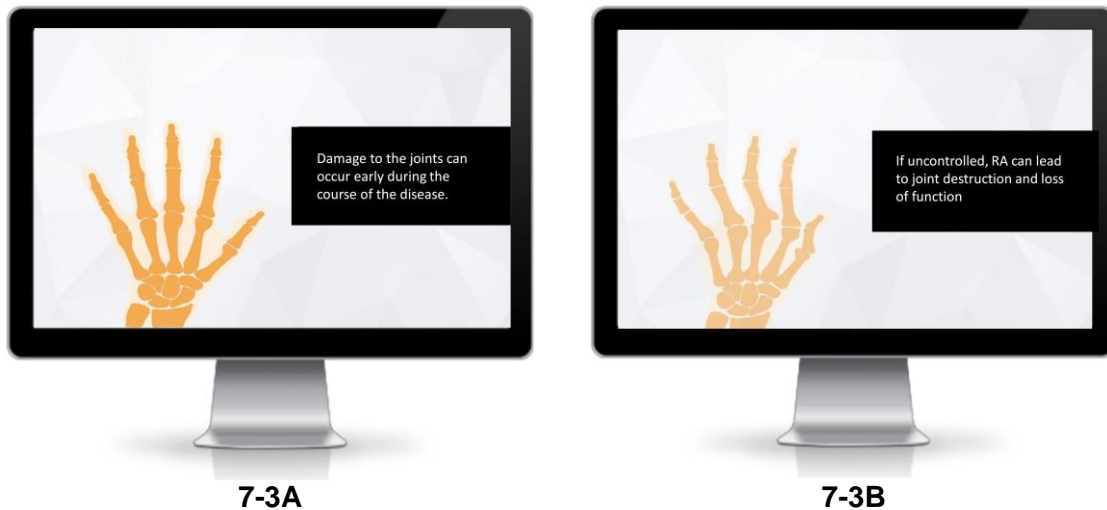 Damage to the joints can
occur early during the
course of the disease.
If uncontrolled, RA can lead
to joint destruction and loss
of function
7-3A
7-3B